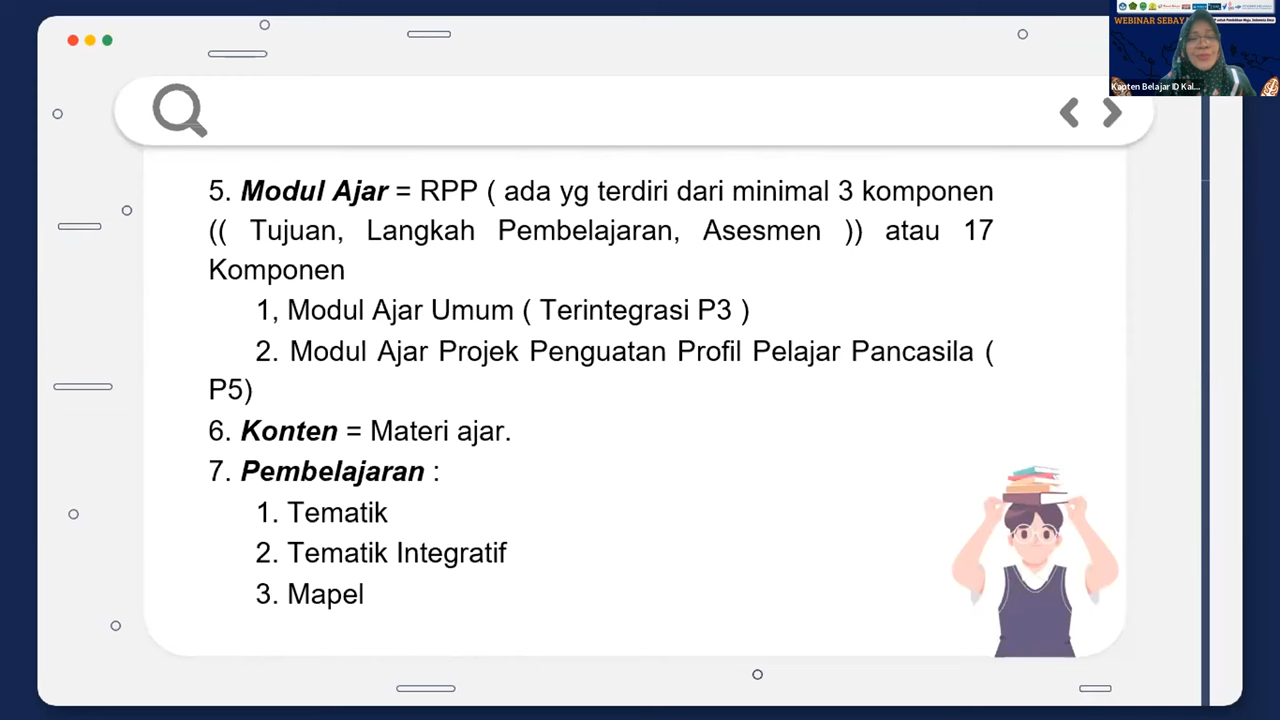 WEBINAR SEBAYA
Kapten Belajar ID Kal...
5. Modul Ajar = RPP ( ada yg terdiri dari minimal 3 komponen
(( Tujuan, Langkah Pembelajaran, Asesmen )) atau 17
Komponen
1, Modul Ajar Umum ( Terintegrasi P3 )
2. Modul Ajar Projek Penguatan Profil Pelajar Pancasila (
P5)
6. Konten = Materi ajar.
7. Pembelajaran :
1. Tematik
2. Tematik Integratif
3. Mapel